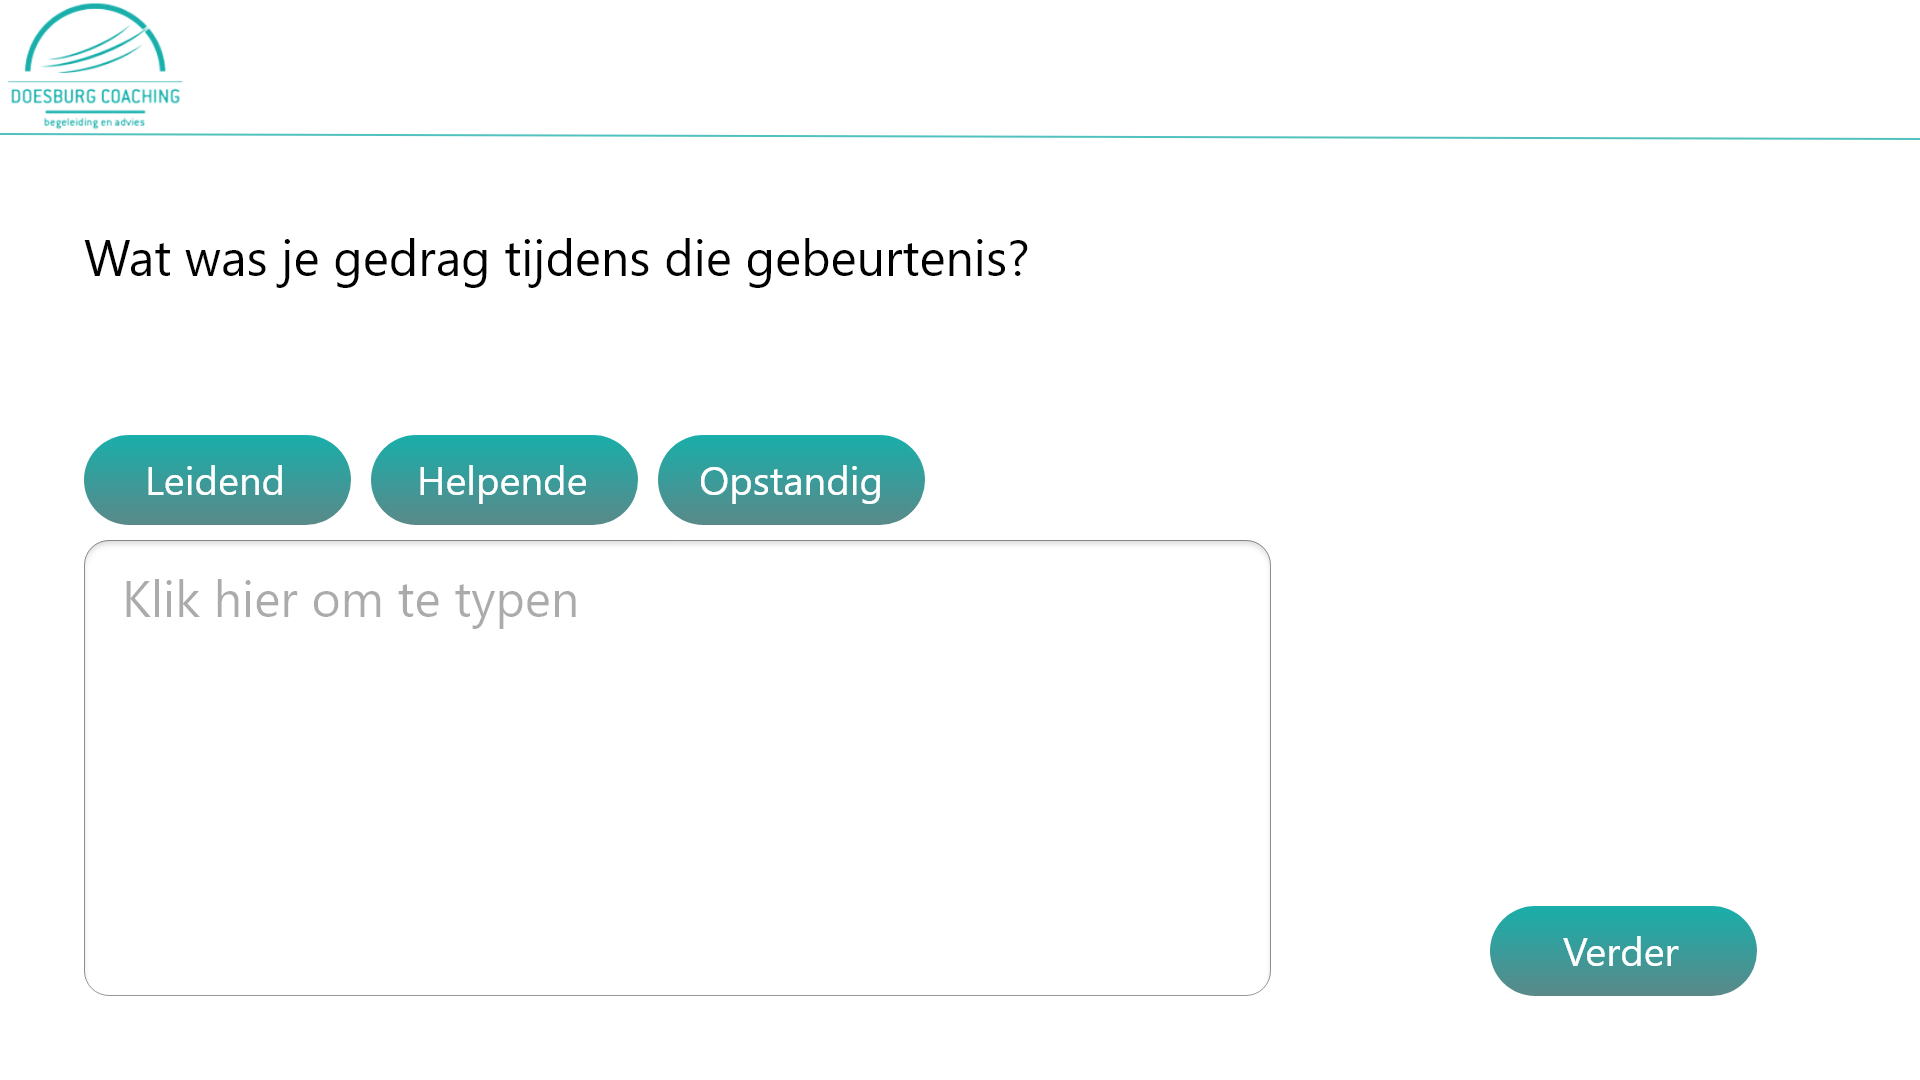 DOESBURG COACHING
begeleiding en advies
Wat was je gedrag tijdens die gebeurtenis?
Leidend
Helpende
Opstandig
Klik hier om te typen
Verder